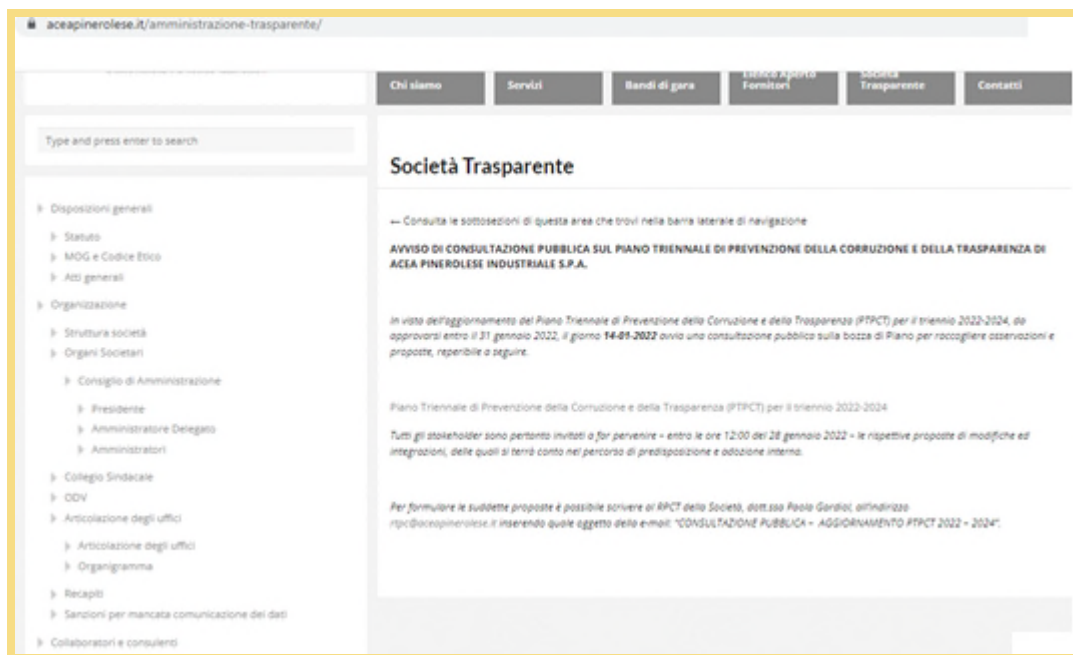 aceapinerolese.it/amministrazione-trasparente/
Chi siamo
Servizi
Bandi di gara
Elenco Aperto
Fornitori
Società
Trasparente
Contatti
Type and press enter to search
Disposizioni generali
Statuto
MOG e Codice Etico
Atti generali
Organizzazione
Struttura società
Organi Societari
Consiglio di Amministrazione
Presidente
Amministratore Delegato
Amministratori
Collegio Sindacale
ODV
Articolazione degli uffici
Articolazione degli uffici
Organigramma
Recapiti
Sanzioni per mancata comunicazione dei dati
Collaboratori e consulenti
Società Trasparente
← Consulta le sottosezioni di questa area che trovi nella barra laterale di navigazione
AVVISO DI CONSULTAZIONE PUBBLICA SUL PIANO TRIENNALE DI PREVENZIONE DELLA CORRUZIONE E DELLA TRASPARENZA DI
ACEA PINEROLESE INDUSTRIALE S.P.A.
In vista dell'aggiornamento del Piano Triennale di Prevenzione della Corruzione e della Trasparenza (PTPCT) per il triennio 2022-2024, da
approvarsi entro il 31 gennaio 2022, il giorno 14-01-2022 avvia una consultazione pubblica sulla bozza di Piano per raccogliere osservazioni e
proposte, reperibile a seguire.
Piano Triennale di Prevenzione della Corruzione e della Trasparenza (PTPCT) per il triennio 2022-2024
Tutti gli stakeholder sono pertanto invitati a far pervenire – entro le ore 12:00 del 28 gennaio 2022 – le rispettive proposte di modifiche ed
integrazioni, delle quali si terrà conto nel percorso di predisposizione e adozione interna.
Per formulare le suddette proposte è possibile scrivere al RPCT della Società, dott.ssa Paola Gardiol, all'indirizzo
rtpc@aceapinerolese.it inserendo quale oggetto della e-mail: "CONSULTAZIONE PUBBLICA – AGGIORNAMENTO PTPCT 2022 – 2024".